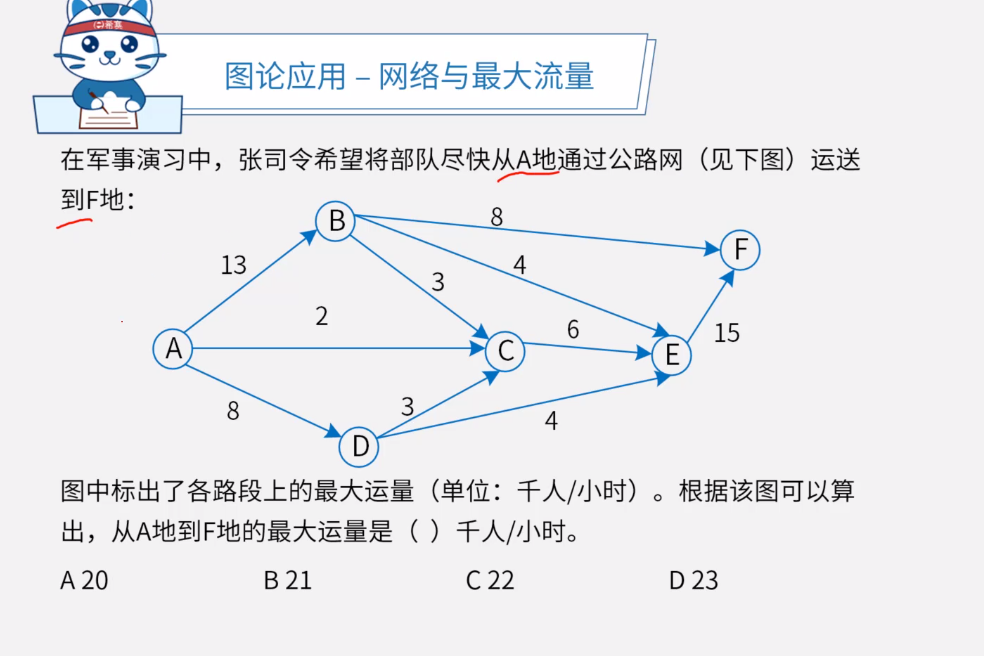 ㈡希赛
图论应用 – 网络与最大流量
在军事演习中，张司令希望将部队尽快从A地通过公路网（见下图）运送
到F地：
B
8
F
13
4
3
2
6
15
A
C
E
8
3
4
D
图中标出了各路段上的最大运量（单位：千人/小时）。根据该图可以算
出，从A地到F地的最大运量是（ ）千人/小时。
A 20 B 21 C 22 D 23